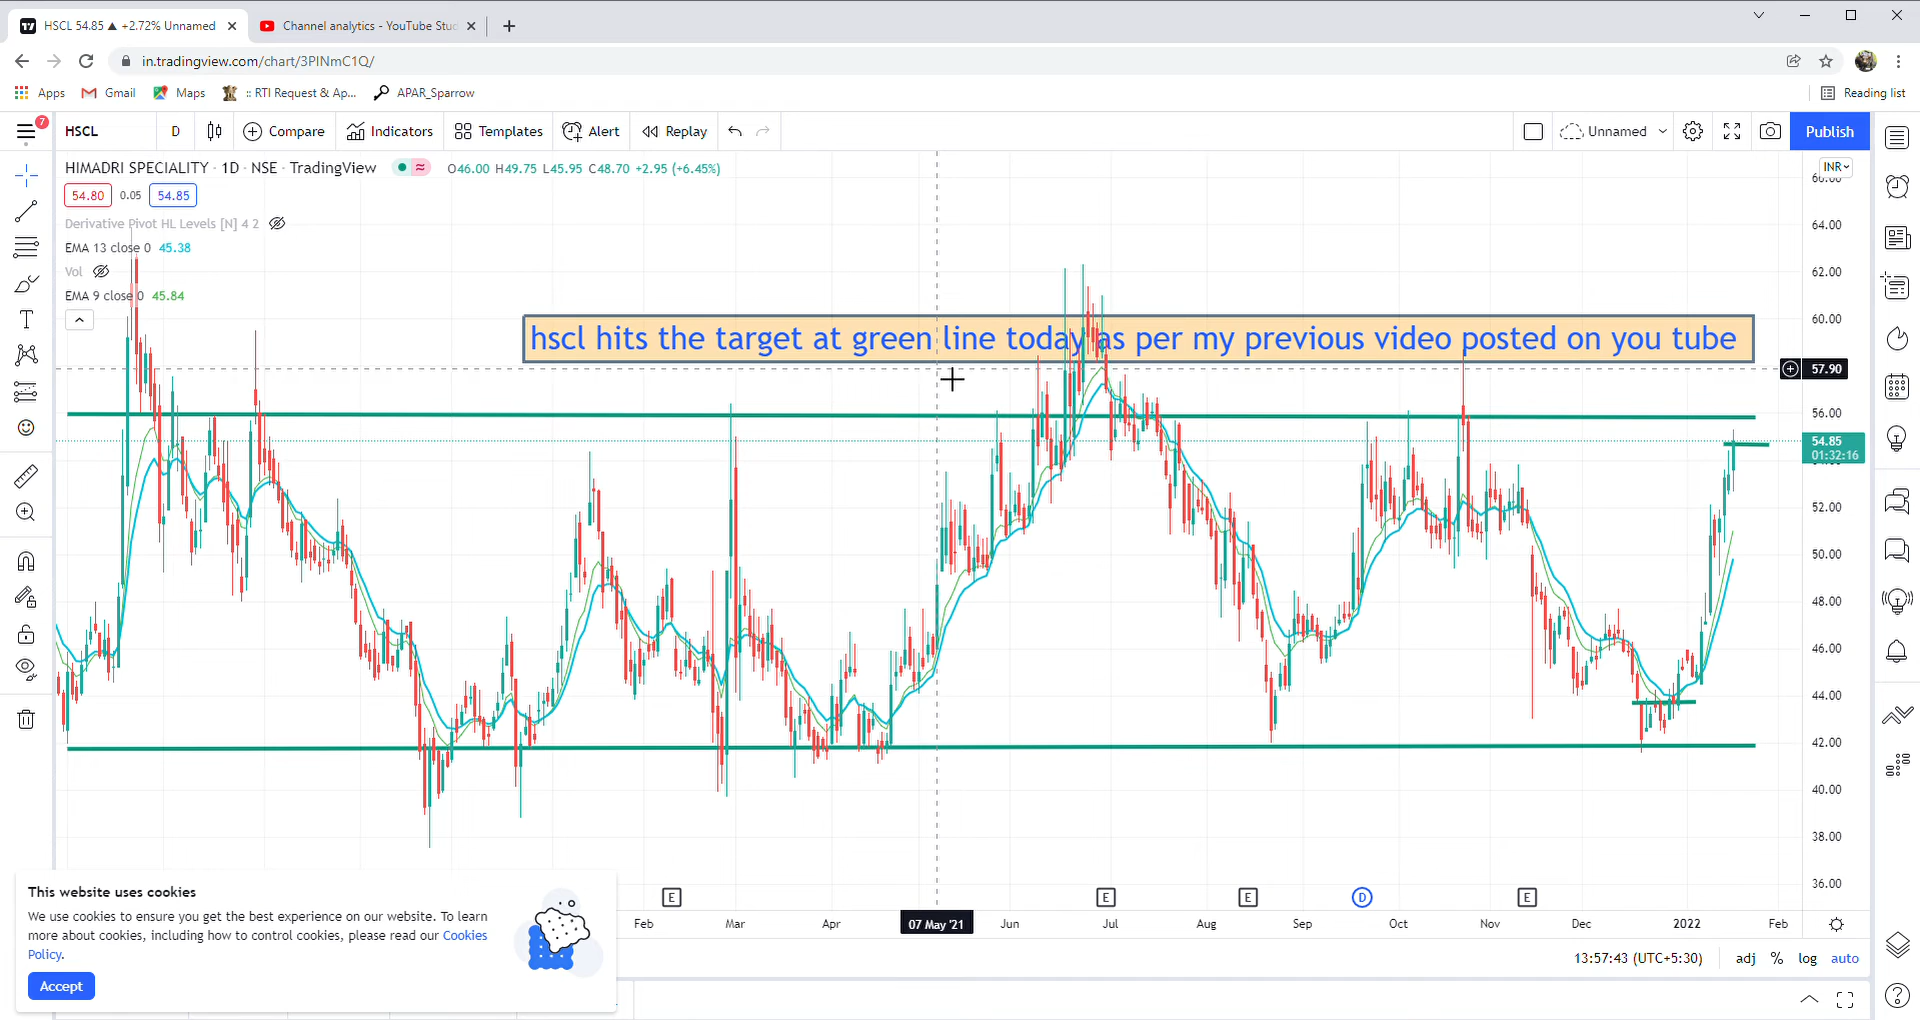 HSCL 54.85 ▲ +2.72% Unnamed
Channel analytics - YouTube Stud
in.tradingview.com/chart/3PINmC1Q/
Apps
Gmail
Maps
:: RTI Request & Ap...
APAR_Sparrow
Reading list
7
HSCL
D
Compare
Indicators
Templates
Alert
Replay
Unnamed
Publish
HIMADRI SPECIALITY · 1D · NSE · TradingView
O46.00 H49.75 L45.95 C48.70 +2.95 (+6.45%)
INR
54.80
0.05
54.85
Derivative Pivot HL Levels [N] 4 2
EMA 13 close 0 45.38
Vol
EMA 9 close 0 45.84
hscl hits the target at green line today as per my previous video posted on you tube
66.00
64.00
62.00
60.00
57.90
56.00
54.85
01:32:16
54.00
52.00
50.00
48.00
46.00
44.00
42.00
40.00
38.00
36.00
E
E
E
D
E
Feb
Mar
Apr
07 May '21
Jun
Jul
Aug
Sep
Oct
Nov
Dec
2022
Feb
This website uses cookies
We use cookies to ensure you get the best experience on our website. To learn
more about cookies, including how to control cookies, please read our Cookies
Policy.
Accept
13:57:43 (UTC+5:30)
adj
%
log
auto